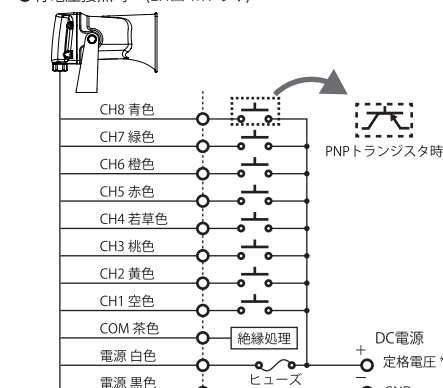 CH8 青色
CH7 緑色
PNPトランジスタ時
CH6 橙色
CH5 赤色
CH4 若草色
CH3 桃色
CH2 黄色
CH1 空色
COM 茶色
絶縁処理
DC電源
電源 白色
+
定格電圧
ヒューズ
−
電源 黒色